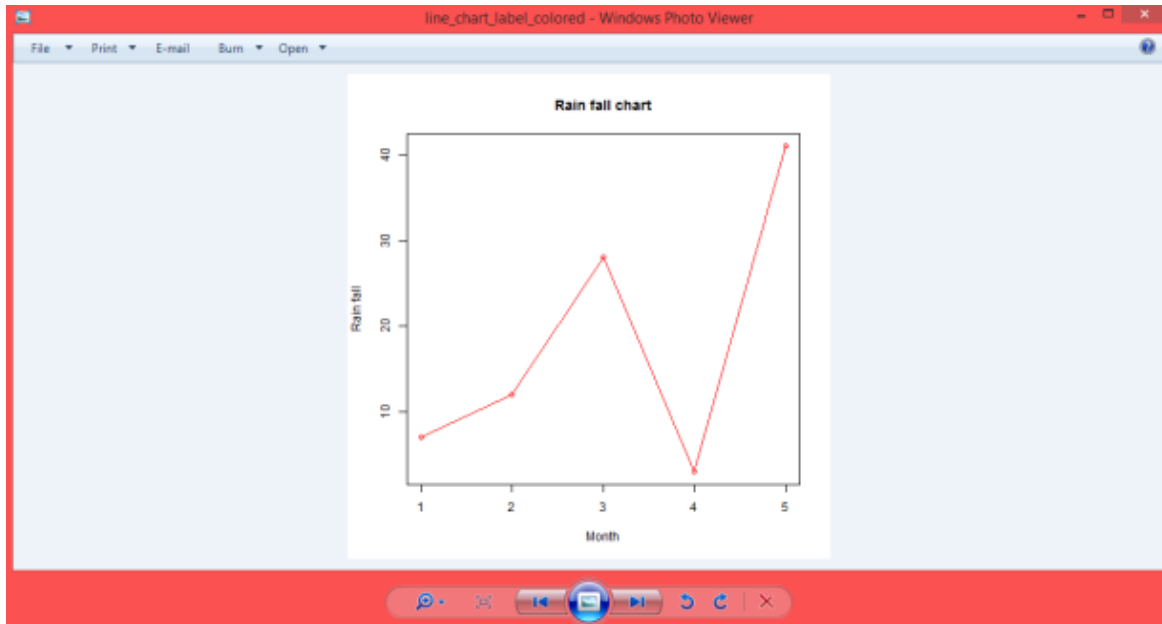 line_chart_label_colored - Windows Photo Viewer
File Print E-mail Burn Open
Rain fall chart
40
30
20
10
Rain fall
1 2 3 4 5
Month